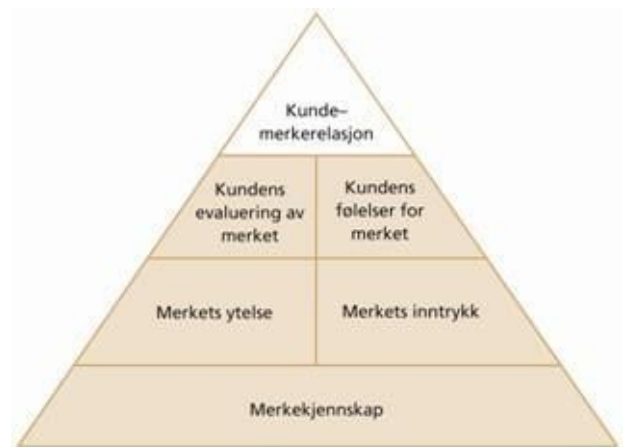 Kunde–
merkerelasjon
Kundens
evaluering av
merket
Kundens
følelser for
merket
Merkets ytelse
Merkets inntrykk
Merkekjennskap